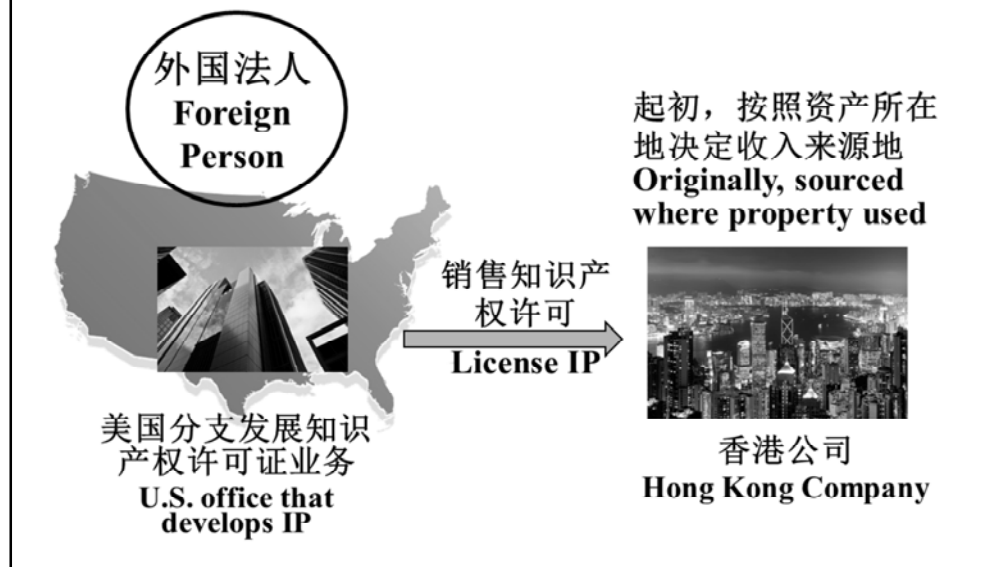 外国法人
Foreign
Person
起初，按照资产所在
地决定收入来源地
Originally, sourced
where property used
销售知识产
权许可
License IP
美国分支发展知识
产权许可证业务
U.S. office that
develops IP
香港公司
Hong Kong Company